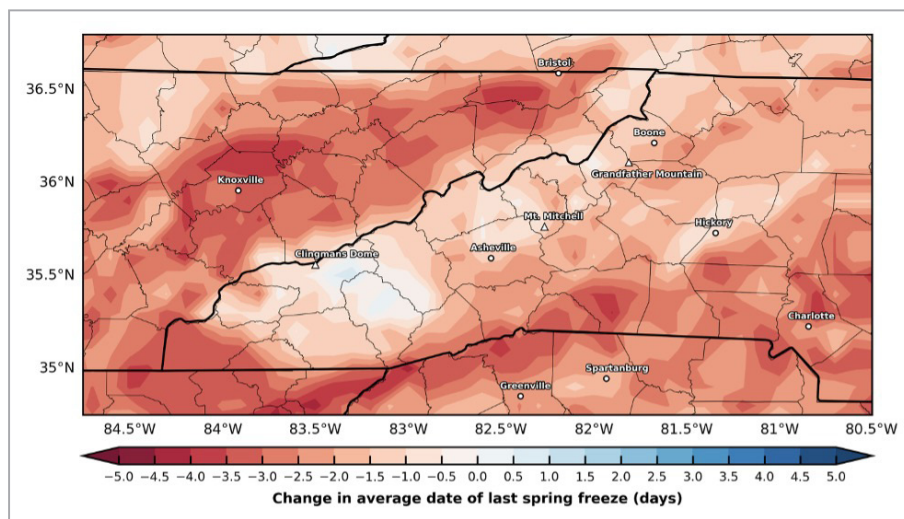 Bristol
36.5°N
Boone
36°N
Grandfather Mountain
Knoxville
Mt. Mitchell
Hickory
Clingmans Dome
Asheville
35.5°N
Charlotte
35°N
Spartanburg
Greenville
84.5°W 84°W 83.5°W 83°W 82.5°W 82°W 81.5°W 81°W 80.5°W
−5.0 −4.5 −4.0 −3.5 −3.0 −2.5 −2.0 −1.5 −1.0 −0.5 0.0 0.5 1.0 1.5 2.0 2.5 3.0 3.5 4.0 4.5 5.0
Change in average date of last spring freeze (days)